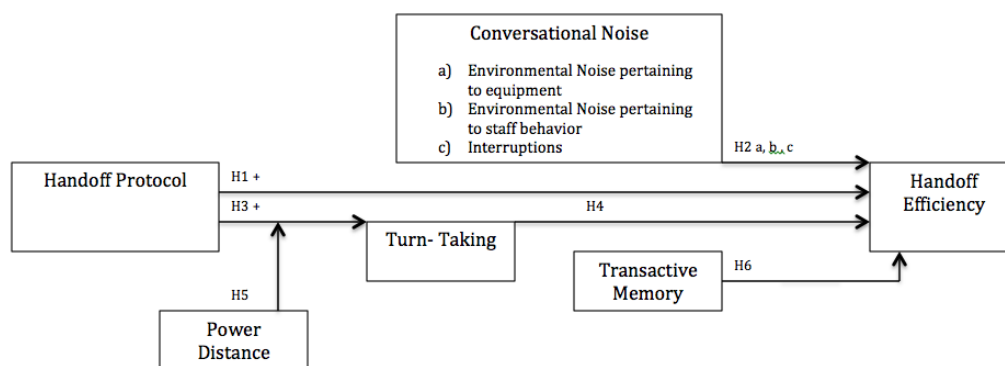 Conversational Noise
a) Environmental Noise pertaining
to equipment
b) Environmental Noise pertaining
to staff behavior
c) Interruptions
H2 a, b, c
Handoff Protocol
H1 +
Handoff
Efficiency
H3 +
H4
Turn- Taking
Transactive
Memory
H6
H5
Power
Distance